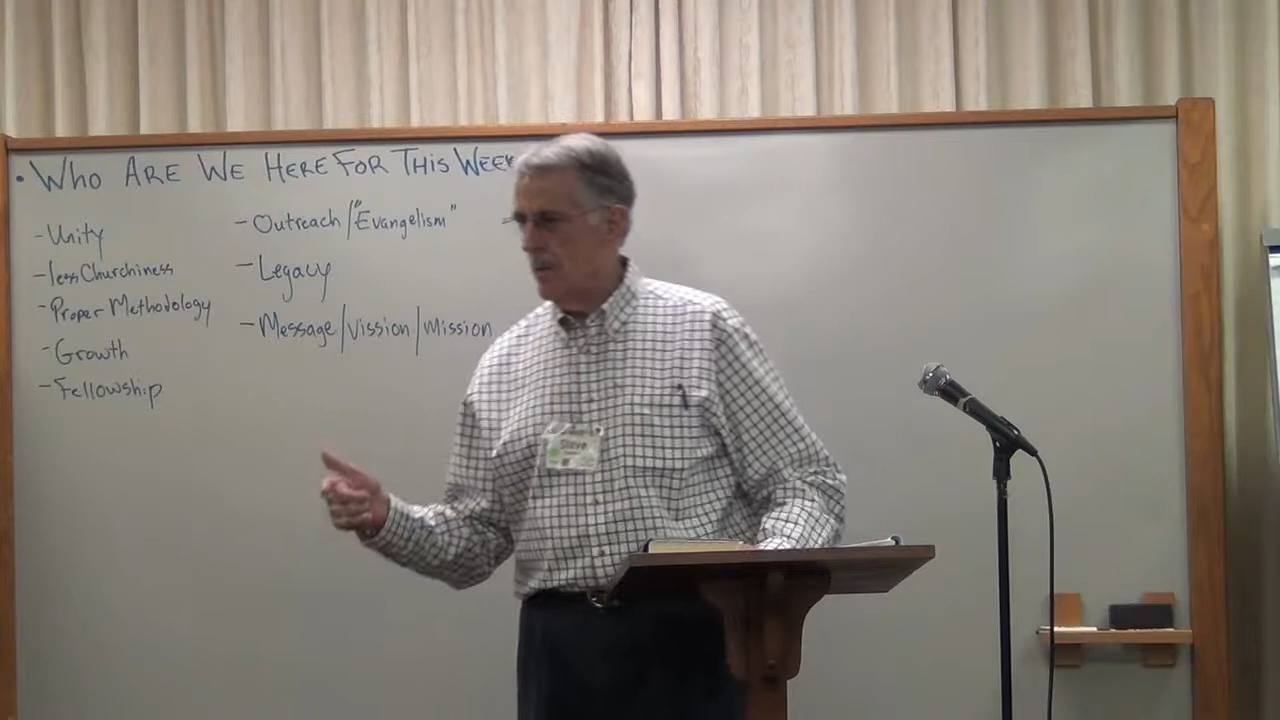 • WHO ARE WE HERE FOR THIS WEEK
- Unity
- less Churchiness
- Proper Methodology
- Growth
- Fellowship
- Outreach/"Evangelism"
- Legacy
- Message/Vission/Mission
Steve